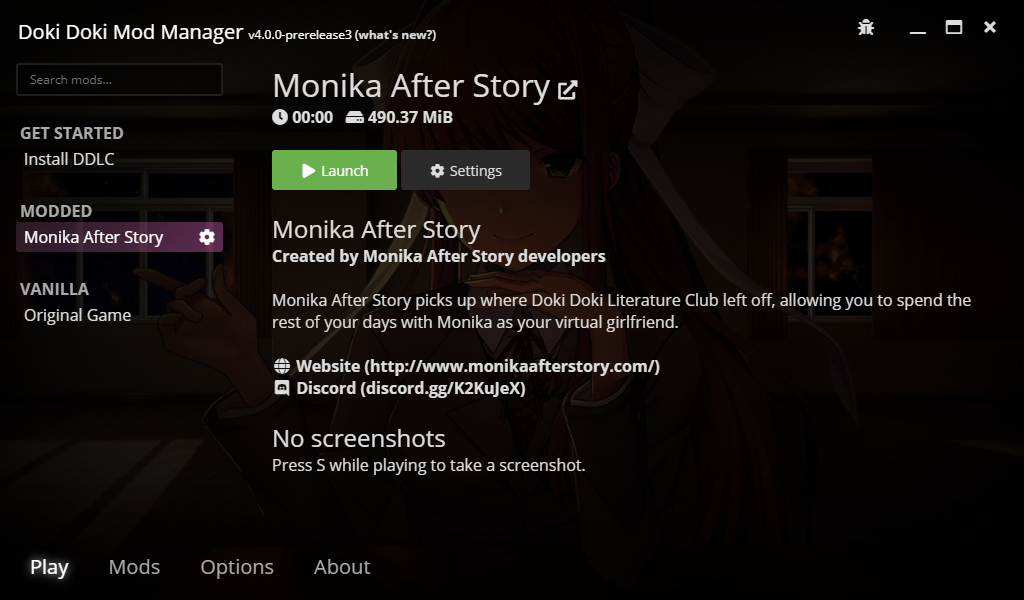 Doki Doki Mod Manager v4.0.0-prerelease3 (what's new?)
Search mods...
GET STARTED
Install DDLC
MODDED
Monika After Story
VANILLA
Original Game
Monika After Story
00:00 490.37 MiB
Launch Settings
Monika After Story
Created by Monika After Story developers
Monika After Story picks up where Doki Doki Literature Club left off, allowing you to spend the
rest of your days with Monika as your virtual girlfriend.
Website (http://www.monikaafterstory.com/)
Discord (discord.gg/K2KuJeX)
No screenshots
Press S while playing to take a screenshot.
Play Mods Options About